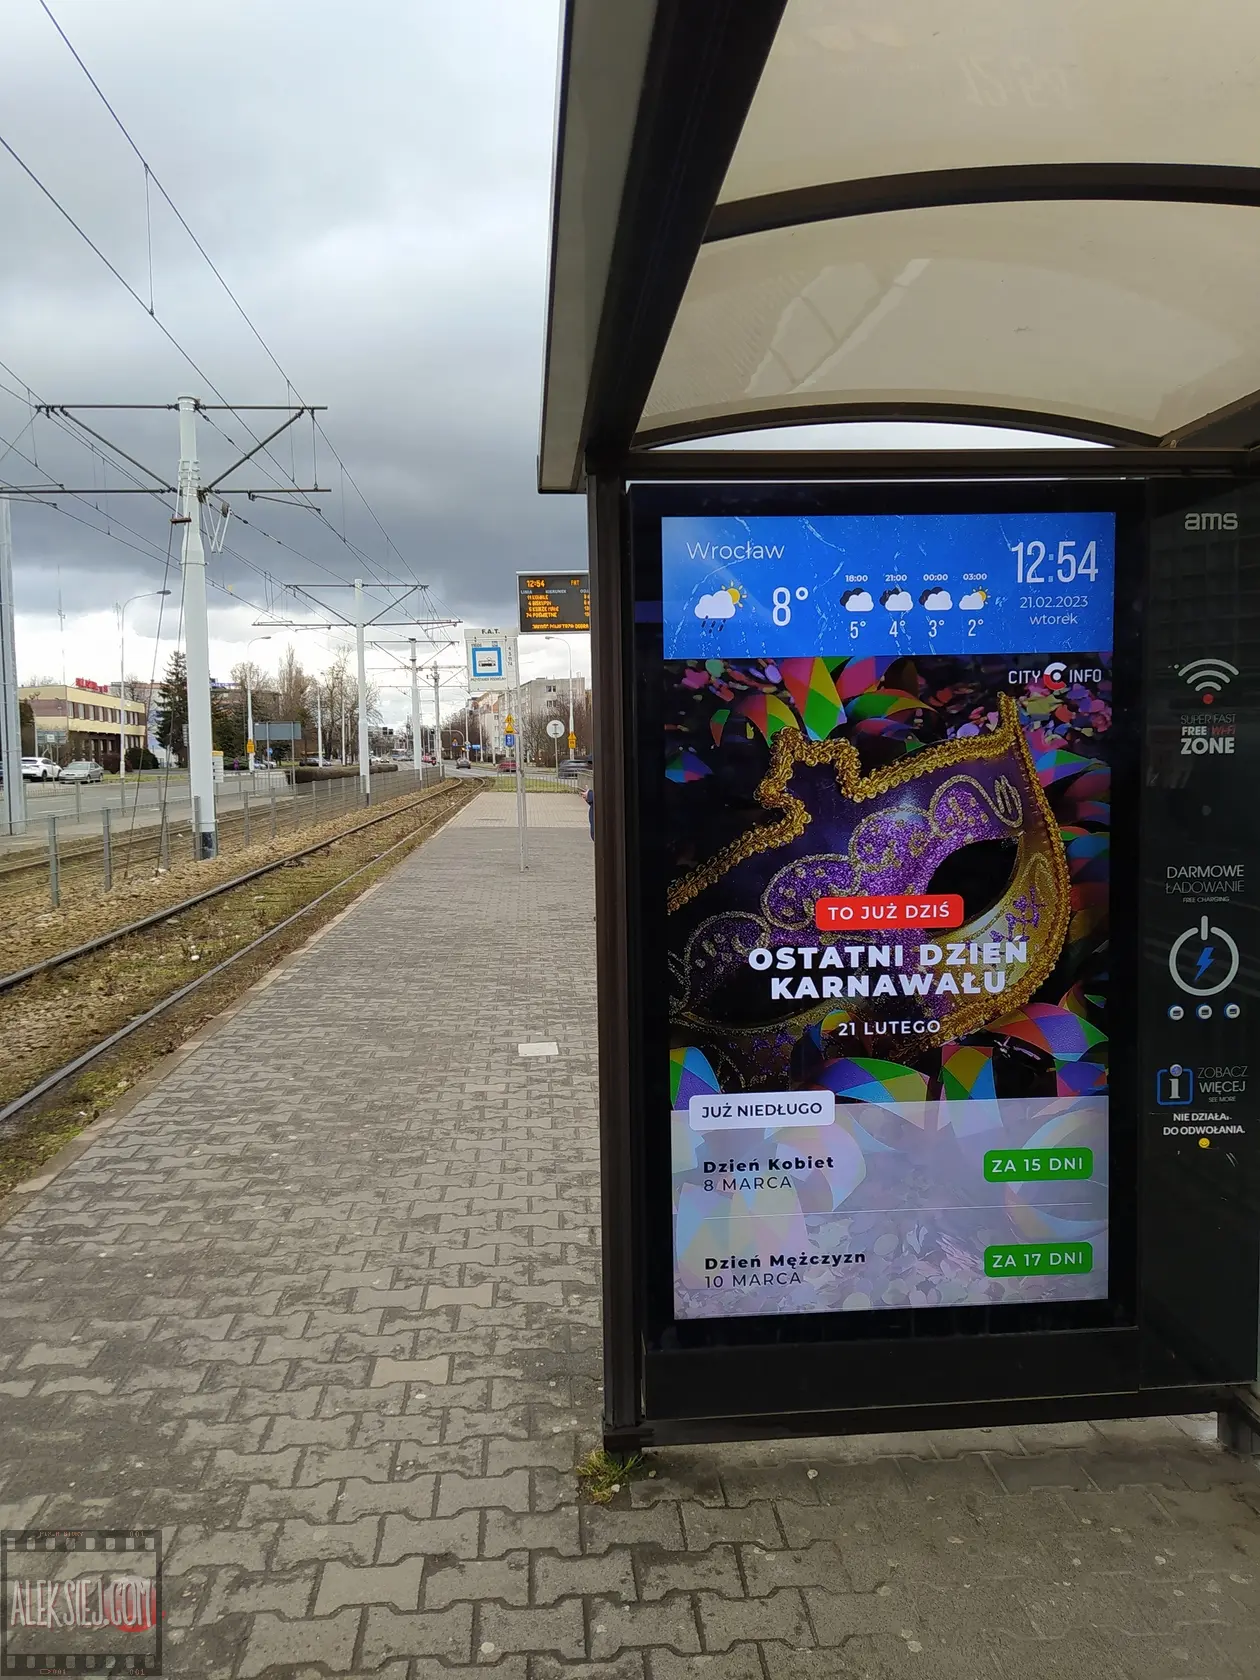 12:54
F.A.T.
Wrocław
8°
18:00 21:00 00:00 03:00
5° 4° 3° 2°
12:54
21.02.2023
wtorek
CITY INFO
TO JUŻ DZIŚ
OSTATNI DZIEŃ
KARNAWAŁU
21 LUTEGO
JUŻ NIEDŁUGO
Dzień Kobiet
8 MARCA
ZA 15 DNI
Dzień Mężczyzn
10 MARCA
ZA 17 DNI
ams
SUPER FAST
FREE WI-FI
ZONE
DARMOWE
ŁADOWANIE
FREE CHARGING
i
ZOBACZ
WIĘCEJ
SEE MORE
NIE DZIAŁA.
DO ODWOŁANIA.
ALEKSIEJ.COM